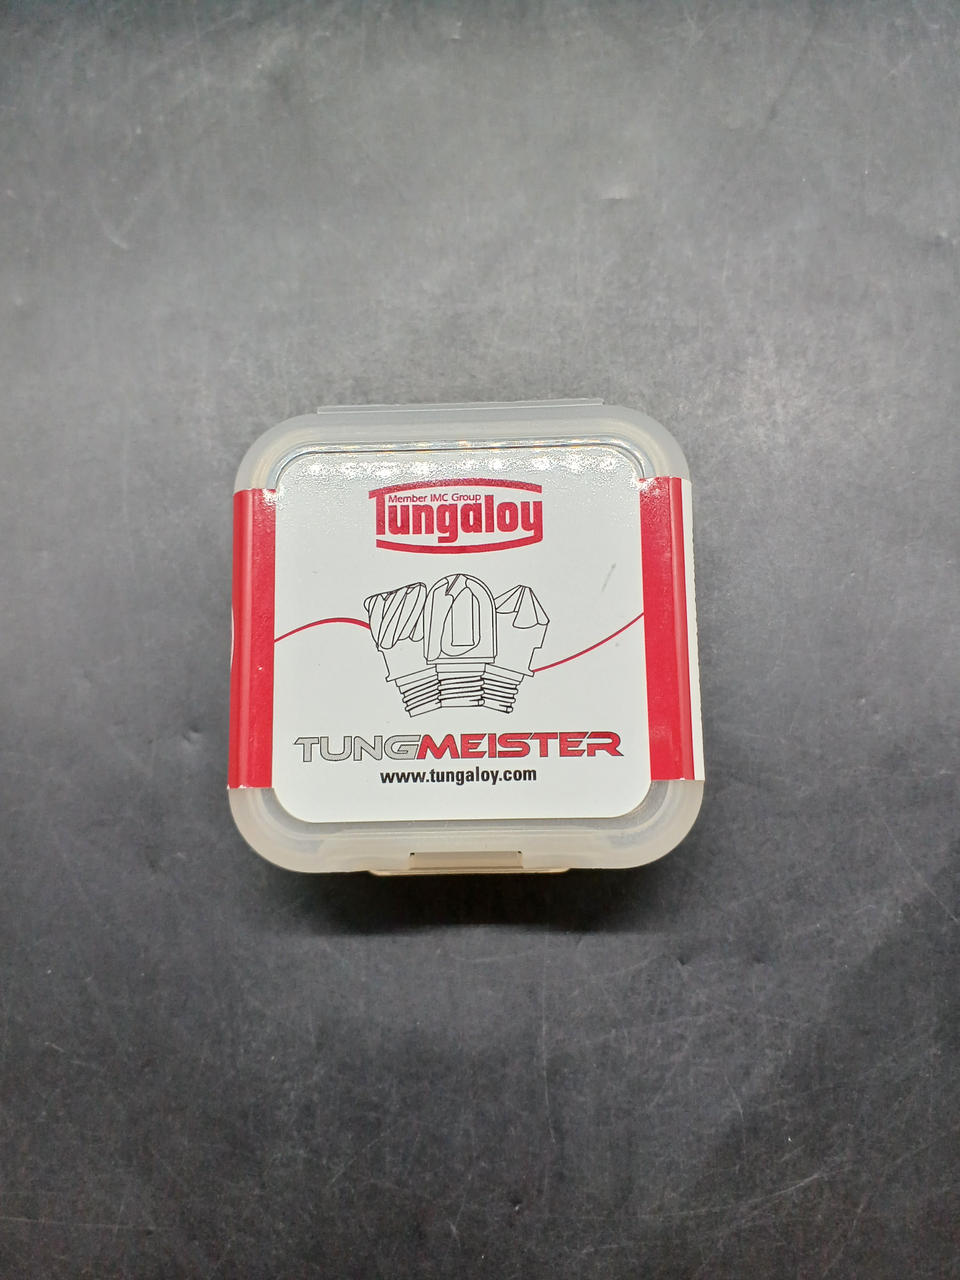 Member IMC Group
Tungaloy
TUNGMEISTER
www.tungaloy.com